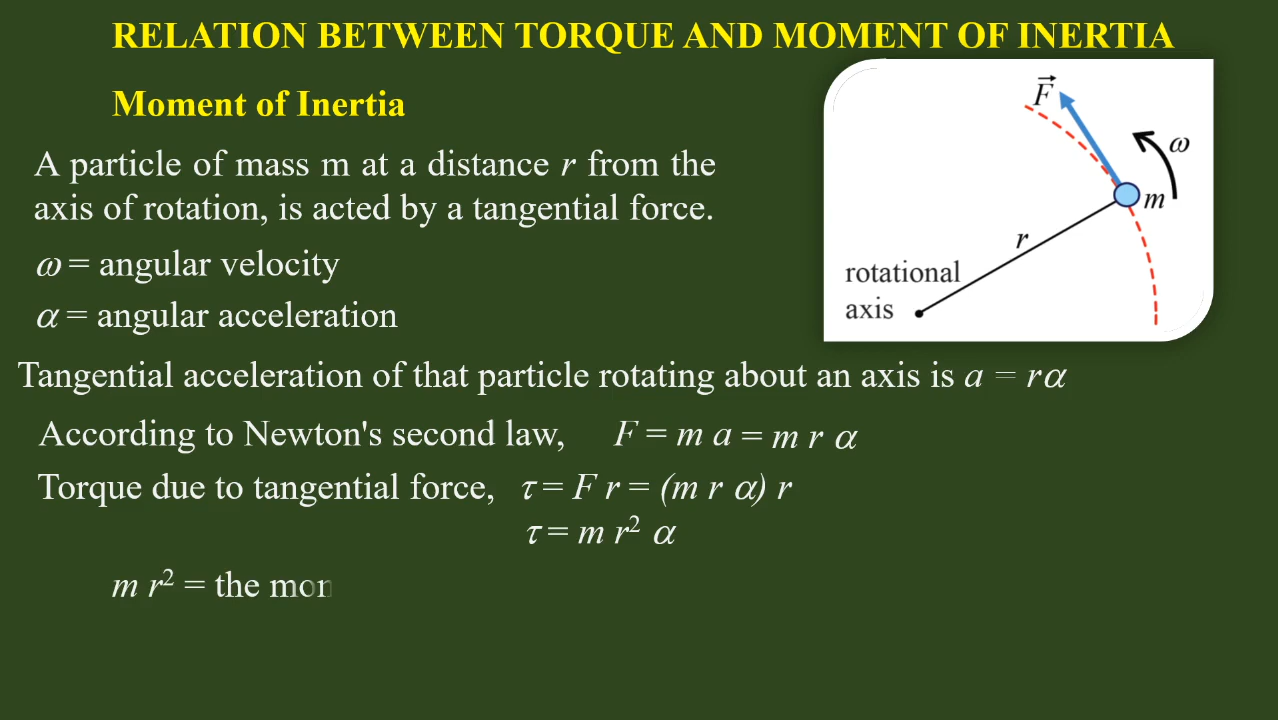 RELATION BETWEEN TORQUE AND MOMENT OF INERTIA
Moment of Inertia
A particle of mass m at a distance r from the
axis of rotation, is acted by a tangential force.
ω = angular velocity
α = angular acceleration
F⃗
ω
m
r
rotational
axis
Tangential acceleration of that particle rotating about an axis is a = rα
According to Newton's second law, F = m a = m r α
Torque due to tangential force, τ = F r = (m r α) r
τ = m r² α
m r² = the mom